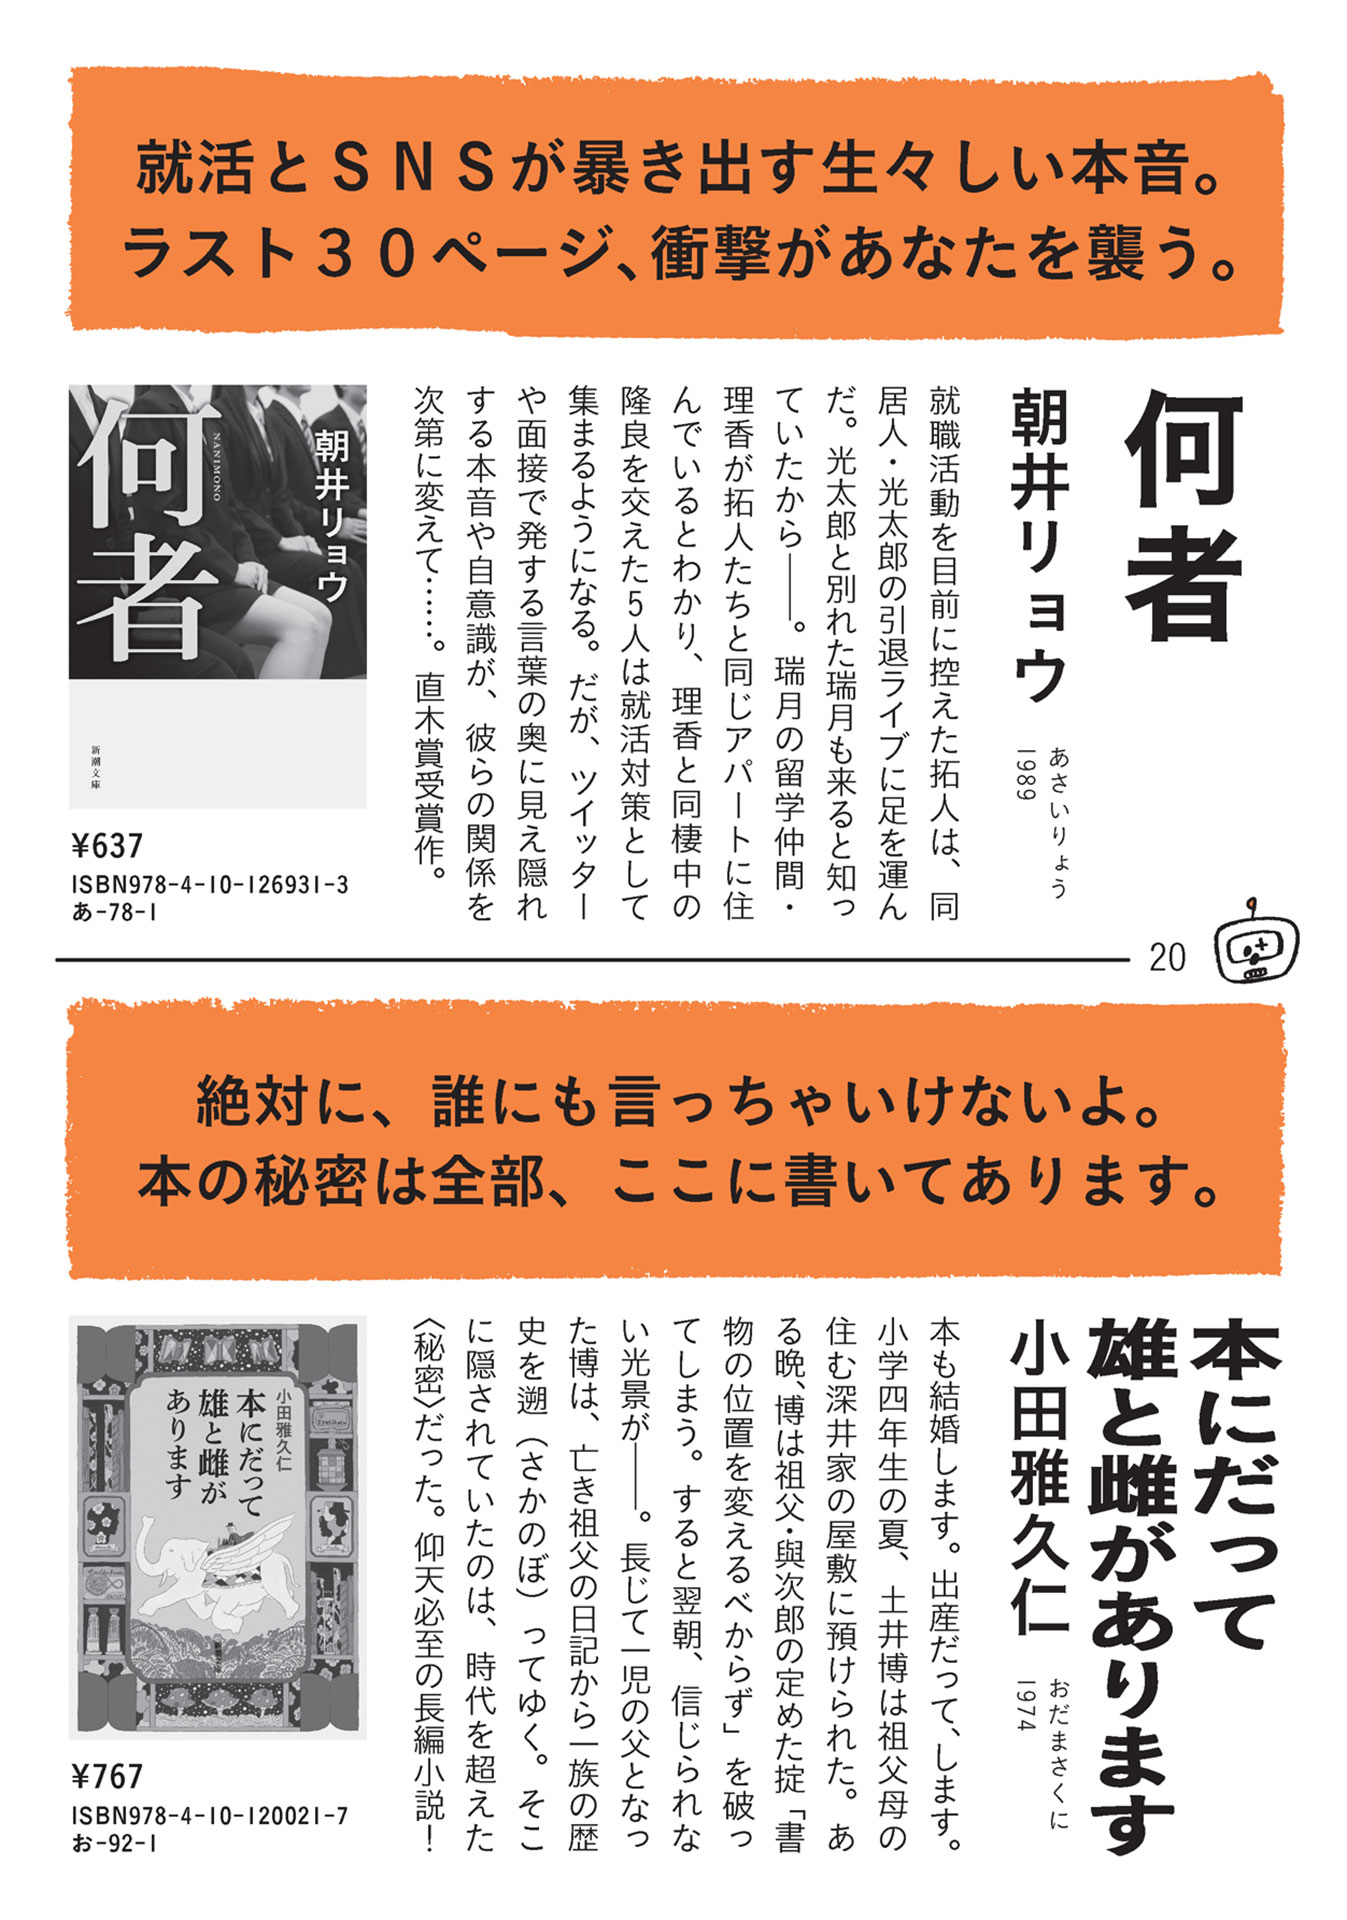 就活とＳＮＳが暴き出す生々しい本音。
ラスト３０ページ、衝撃があなたを襲う。
何者
朝井リョウ
あさいりょう
1989
就職活動を目前に控えた拓人は、同
居人・光太郎の引退ライブに足を運ん
だ。光太郎と別れた瑞月も来ると知っ
ていたから――。瑞月の留学仲間・
理香が拓人たちと同じアパートに住
んでいるとわかり、理香と同棲中の
隆良を交えた5人は就活対策として
集まるようになる。だが、ツイッター
や面接で発する言葉の奥に見え隠れ
する本音や自意識が、彼らの関係を
次第に変えて……。直木賞受賞作。
何者
NANIMONO
朝井リョウ
新潮文庫
¥637
ISBN978-4-10-126931-3
あ-78-1
20
絶対に、誰にも言っちゃいけないよ。
本の秘密は全部、ここに書いてあります。
本にだって
雄と雌があります
小田雅久仁
おだまさくに
1974
本も結婚します。出産だって、します。
小学四年生の夏、土井博は祖父母の
住む深井家の屋敷に預けられた。あ
る晩、博は祖父・與次郎の定めた掟「書
物の位置を変えるべからず」を破っ
てしまう。すると翌朝、信じられな
い光景が――。長じて一児の父となっ
た博は、亡き祖父の日記から一族の歴
史を遡（さかのぼ）ってゆく。そこ
に隠されていたのは、時代を超えた
〈秘密〉だった。仰天必至の長編小説！
小田雅久仁
本にだって
雄と雌が
あります
¥767
ISBN978-4-10-120021-7
お-92-1